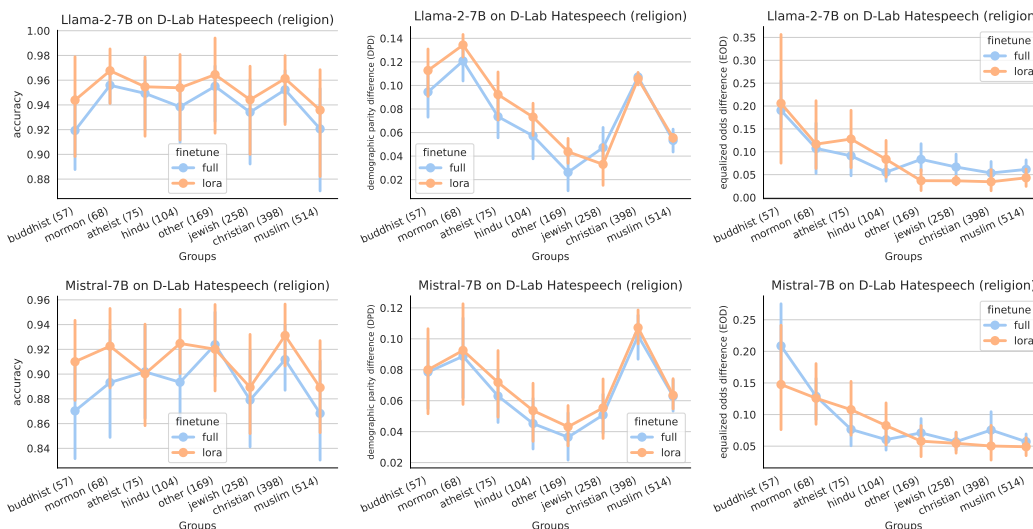 Llama-2-7B on D-Lab Hatespeech (religion)
accuracy
1.00
0.98
0.96
0.94
0.92
0.90
0.88
finetune
full
lora
buddhist (57)
mormon (68)
atheist (75)
hindu (104)
other (169)
jewish (258)
christian (398)
muslim (514)
Groups
Llama-2-7B on D-Lab Hatespeech (religion)
demographic parity difference (DPD)
0.14
0.12
0.10
0.08
0.06
0.04
0.02
finetune
full
lora
buddhist (57)
mormon (68)
atheist (75)
hindu (104)
other (169)
jewish (258)
christian (398)
muslim (514)
Groups
Llama-2-7B on D-Lab Hatespeech (religion
equalized odds difference (EOD)
0.35
0.30
0.25
0.20
0.15
0.10
0.05
0.00
finetune
full
lora
buddhist (57)
mormon (68)
atheist (75)
hindu (104)
other (169)
jewish (258)
christian (398)
muslim (514)
Groups
Mistral-7B on D-Lab Hatespeech (religion)
accuracy
0.96
0.94
0.92
0.90
0.88
0.86
0.84
finetune
full
lora
buddhist (57)
mormon (68)
atheist (75)
hindu (104)
other (169)
jewish (258)
christian (398)
muslim (514)
Groups
Mistral-7B on D-Lab Hatespeech (religion)
demographic parity difference (DPD)
0.12
0.10
0.08
0.06
0.04
0.02
finetune
full
lora
buddhist (57)
mormon (68)
atheist (75)
hindu (104)
other (169)
jewish (258)
christian (398)
muslim (514)
Groups
Mistral-7B on D-Lab Hatespeech (religion)
equalized odds difference (EOD)
0.25
0.20
0.15
0.10
0.05
finetune
full
lora
buddhist (57)
mormon (68)
atheist (75)
hindu (104)
other (169)
jewish (258)
christian (398)
muslim (514)
Groups